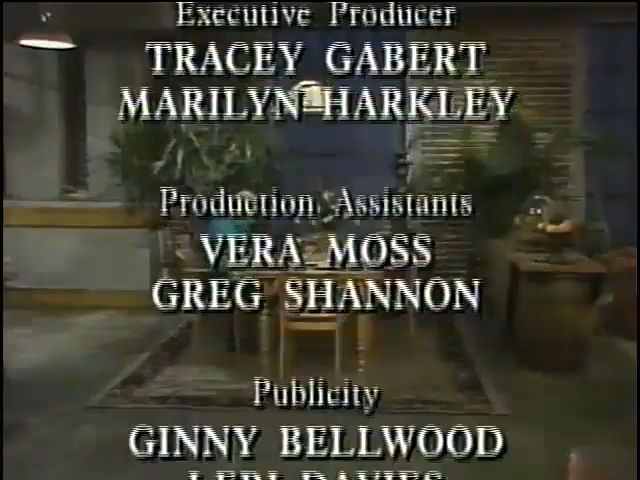 Executive Producer
TRACEY GABERT
MARILYN HARKLEY
Production Assistants
VERA MOSS
GREG SHANNON
Publicity
GINNY BELLWOOD